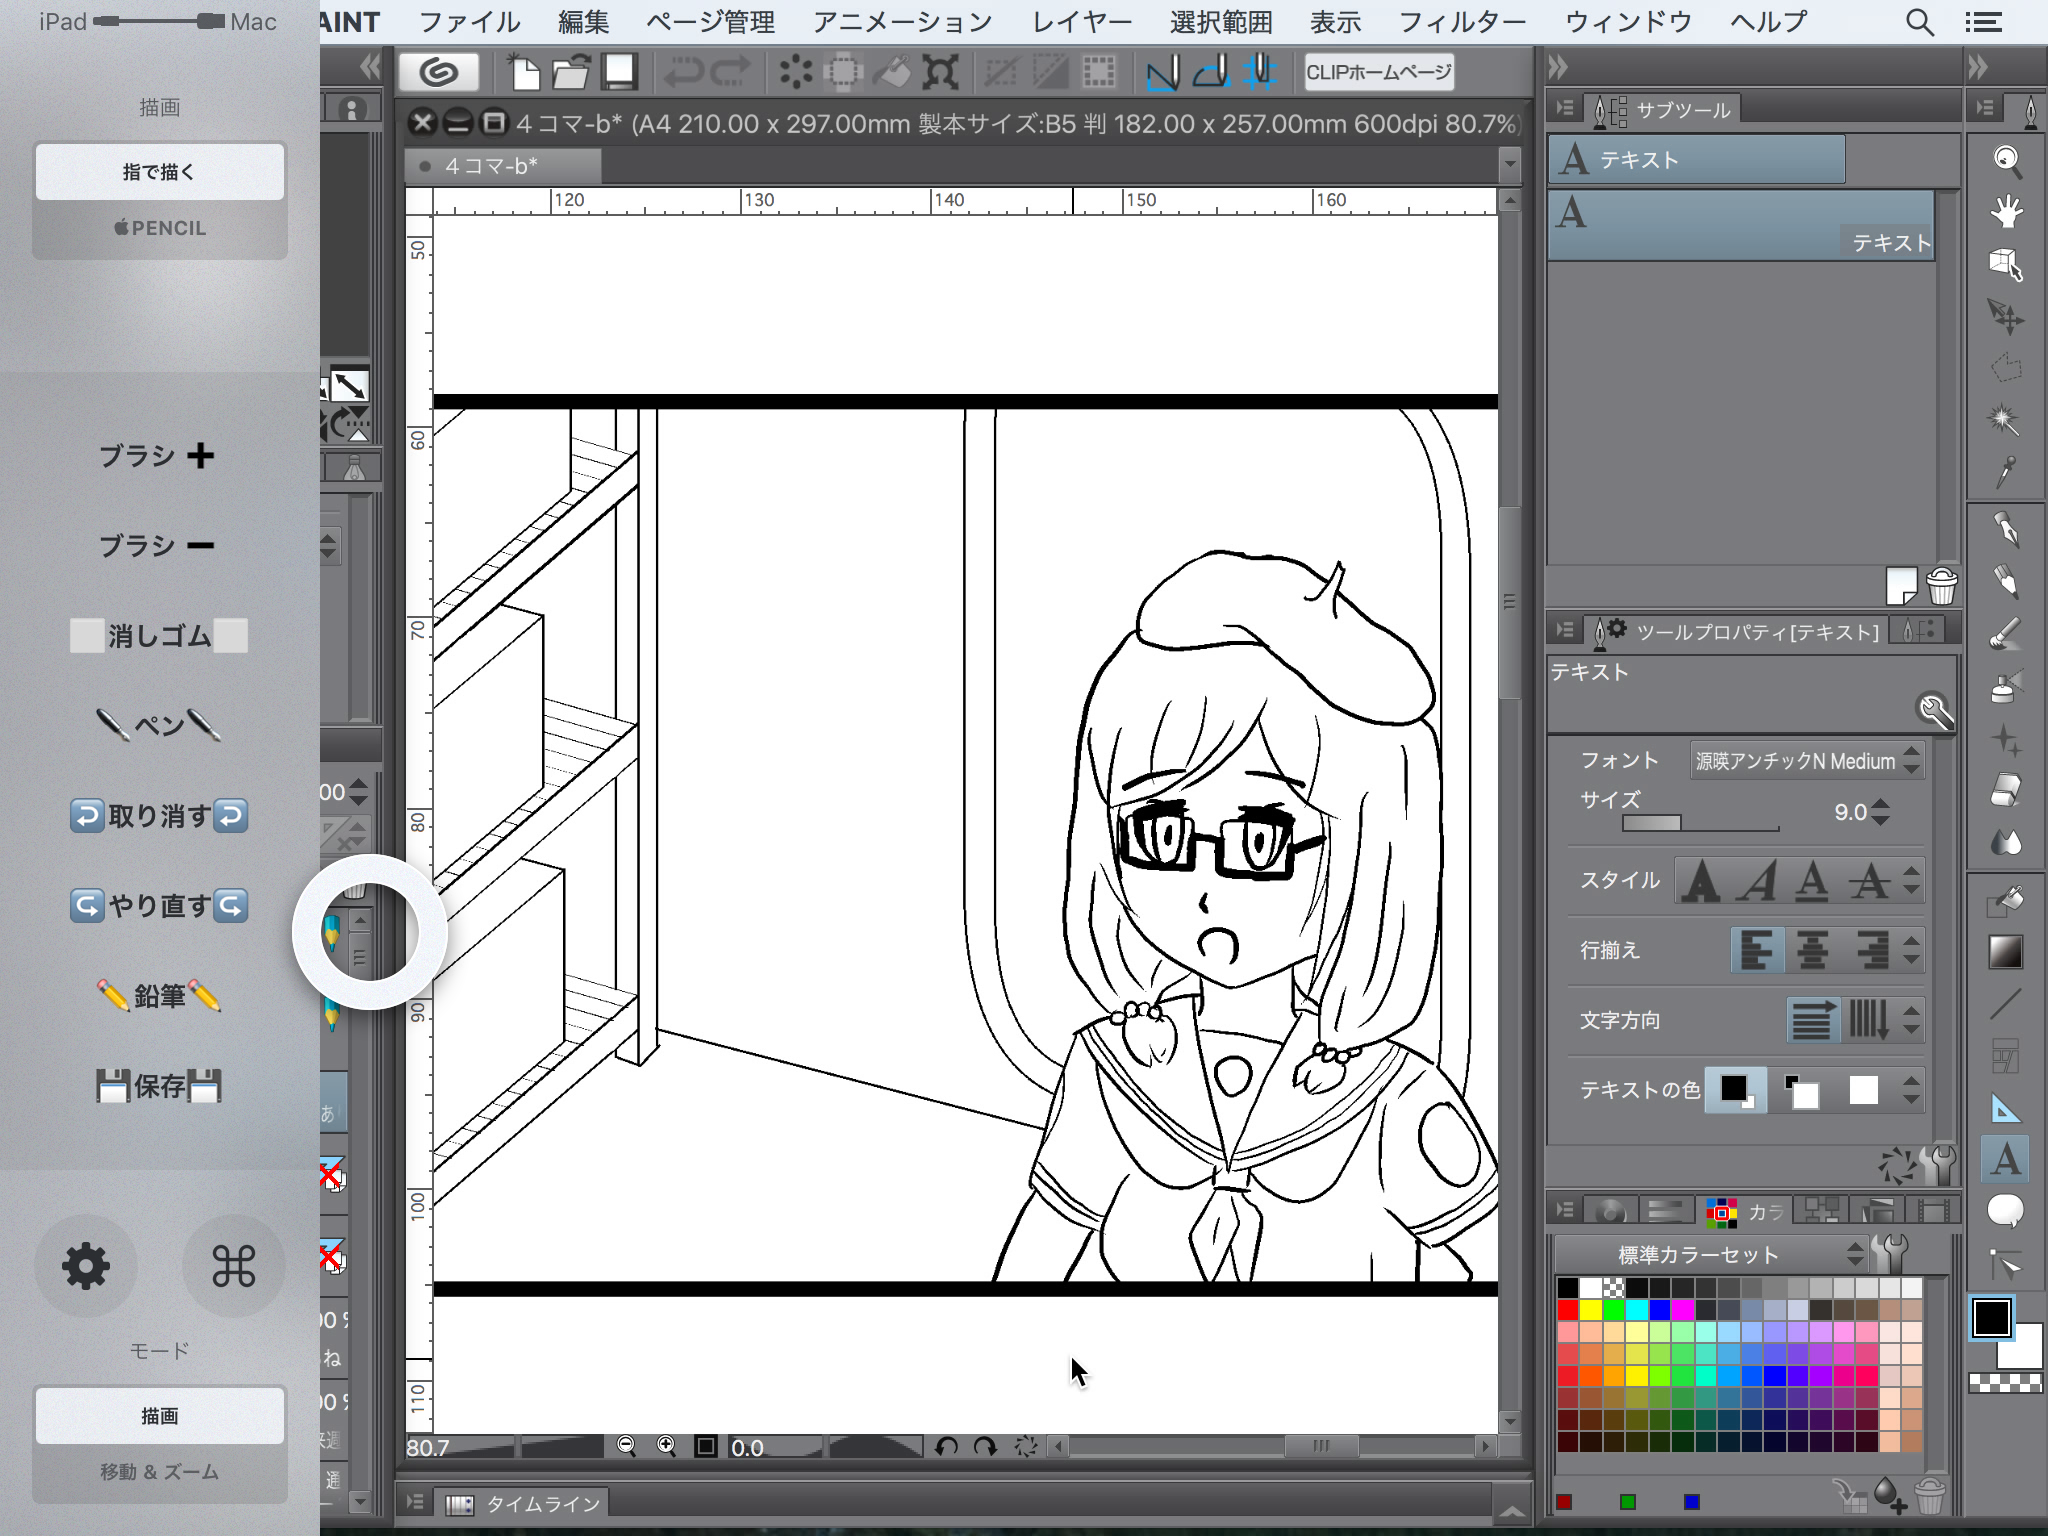 iPad
Mac
描画
指で描く
PENCIL
ブラシ ➕
ブラシ ➖
消しゴム
ペン
取り消す
やり直す
鉛筆
保存
モード
描画
移動 & ズーム
AINT ファイル 編集 ページ管理 アニメーション レイヤー 選択範囲 表示 フィルター ウィンドウ ヘルプ
CLIPホームページ
4 コマ-b* (A4 210.00 x 297.00mm 製本サイズ:B5 判 182.00 x 257.00mm 600dpi 80.7%)
4 コマ-b*
120 130 140 150 160
50
60
70
80
90
100
110
00
あ
00 %
ね
00 %
来週
通
80.7
0.0
タイムライン
サブツール
A テキスト
A
テキスト
ツールプロパティ[テキスト]
テキスト
フォント 源暎アンチックN Medium
サイズ 9.0
スタイル A A A A
行揃え
文字方向
テキストの色
カラ
標準カラーセット
A